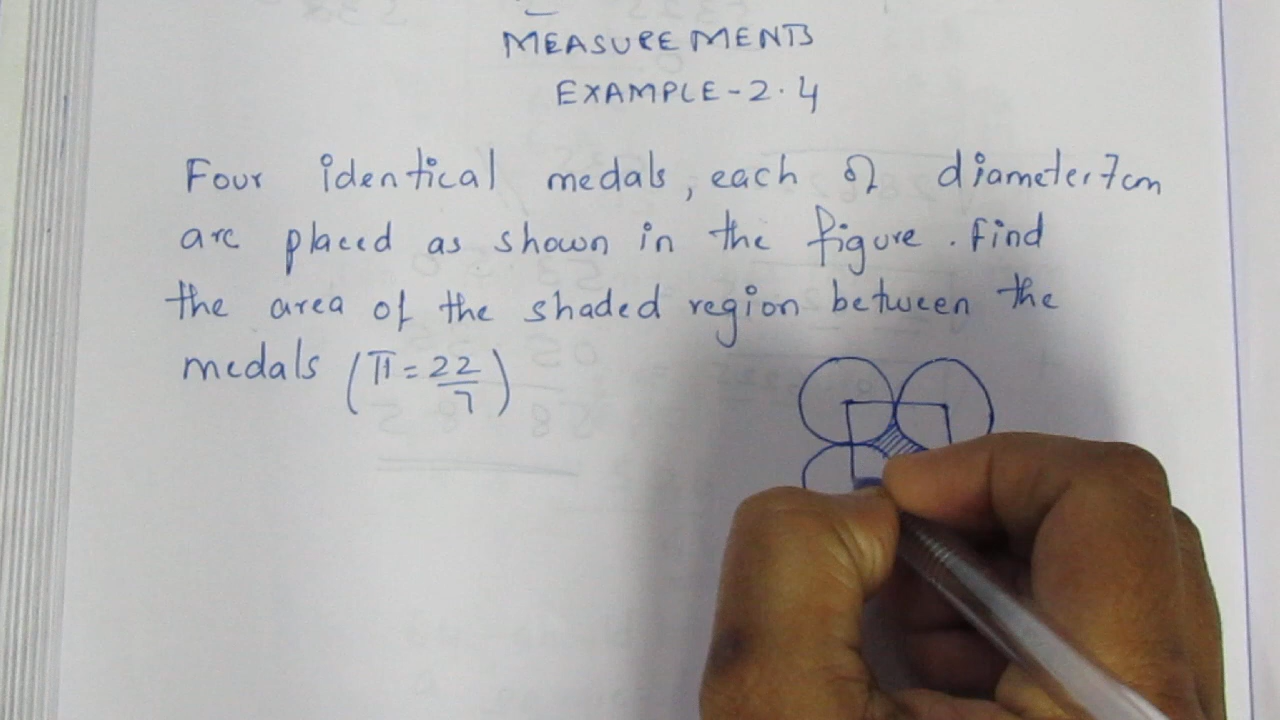 MEASUREMENTS
EXAMPLE-2.4
Four identical medals, each of diameter 7cm
are placed as shown in the figure. Find
the area of the shaded region between the
medals (π = 22/7)